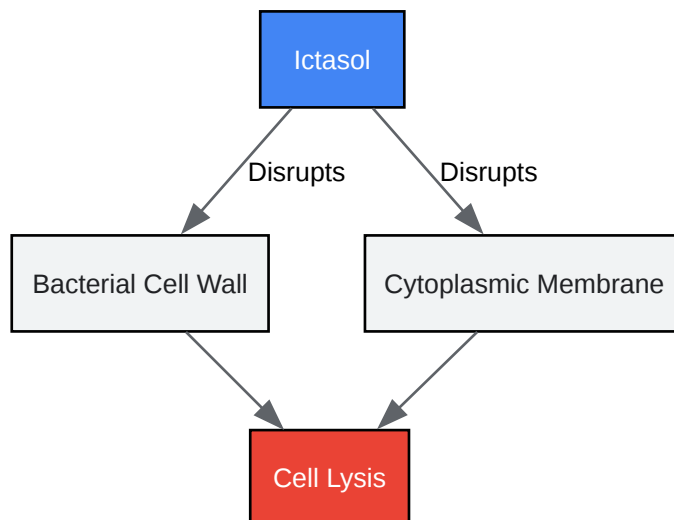 Ictasol
Disrupts
Disrupts
Bacterial Cell Wall
Cytoplasmic Membrane
Cell Lysis